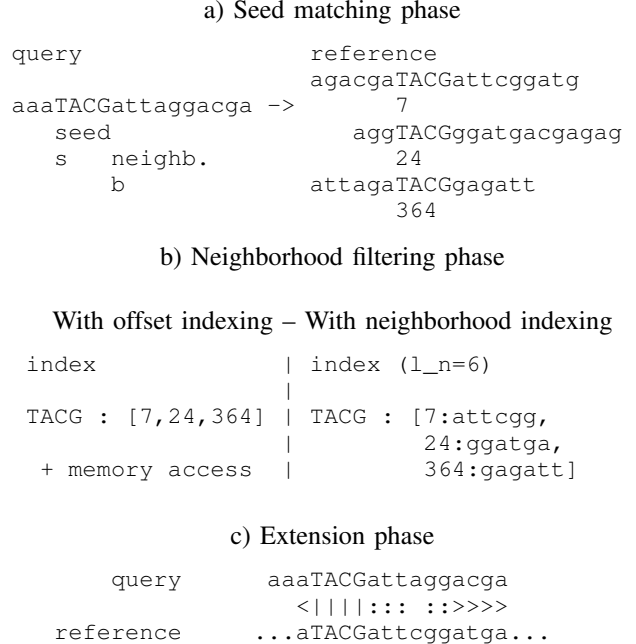 a) Seed matching phase
query                reference
                     agacgaTACGattcggatg
aaaTACGattaggacga ->       7
   seed                 aggTACGggatgacgagag
   s   neighb.             24
       b             attagaTACGgagatt
                           364
b) Neighborhood filtering phase
With offset indexing – With neighborhood indexing
index              | index (l_n=6)
                   |
TACG : [7,24,364] | TACG : [7:attcgg,
                   |         24:ggatga,
 + memory access  |         364:gagatt]
c) Extension phase
query      aaaTACGattaggacga
             <||||::: ::>>>>
reference     ...aTACGattcggatga...